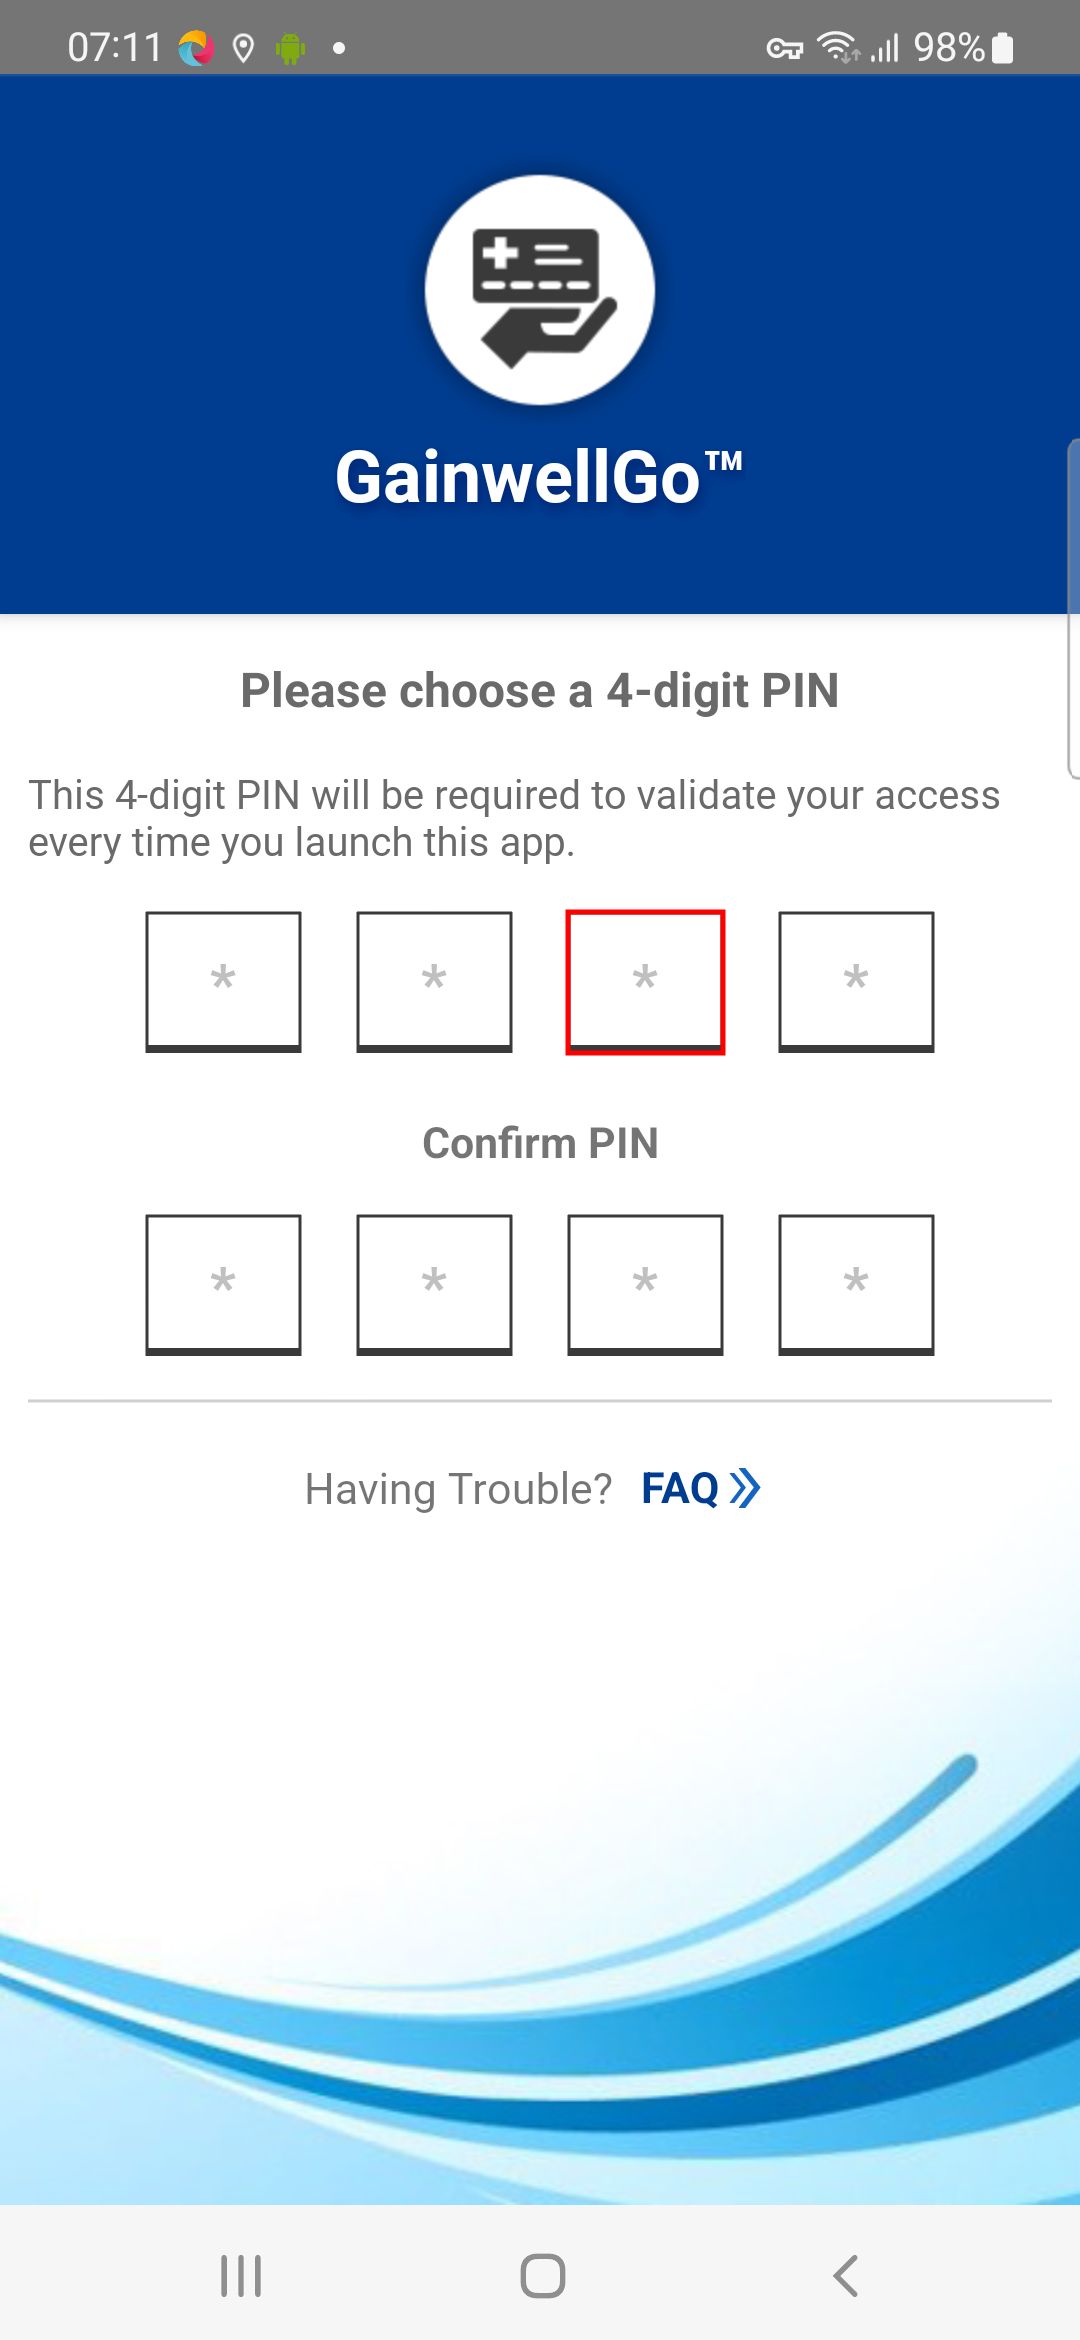 07:11
98%
GainwellGo™
Please choose a 4-digit PIN
This 4-digit PIN will be required to validate your access
every time you launch this app.
* * * *
Confirm PIN
* * * *
Having Trouble? FAQ